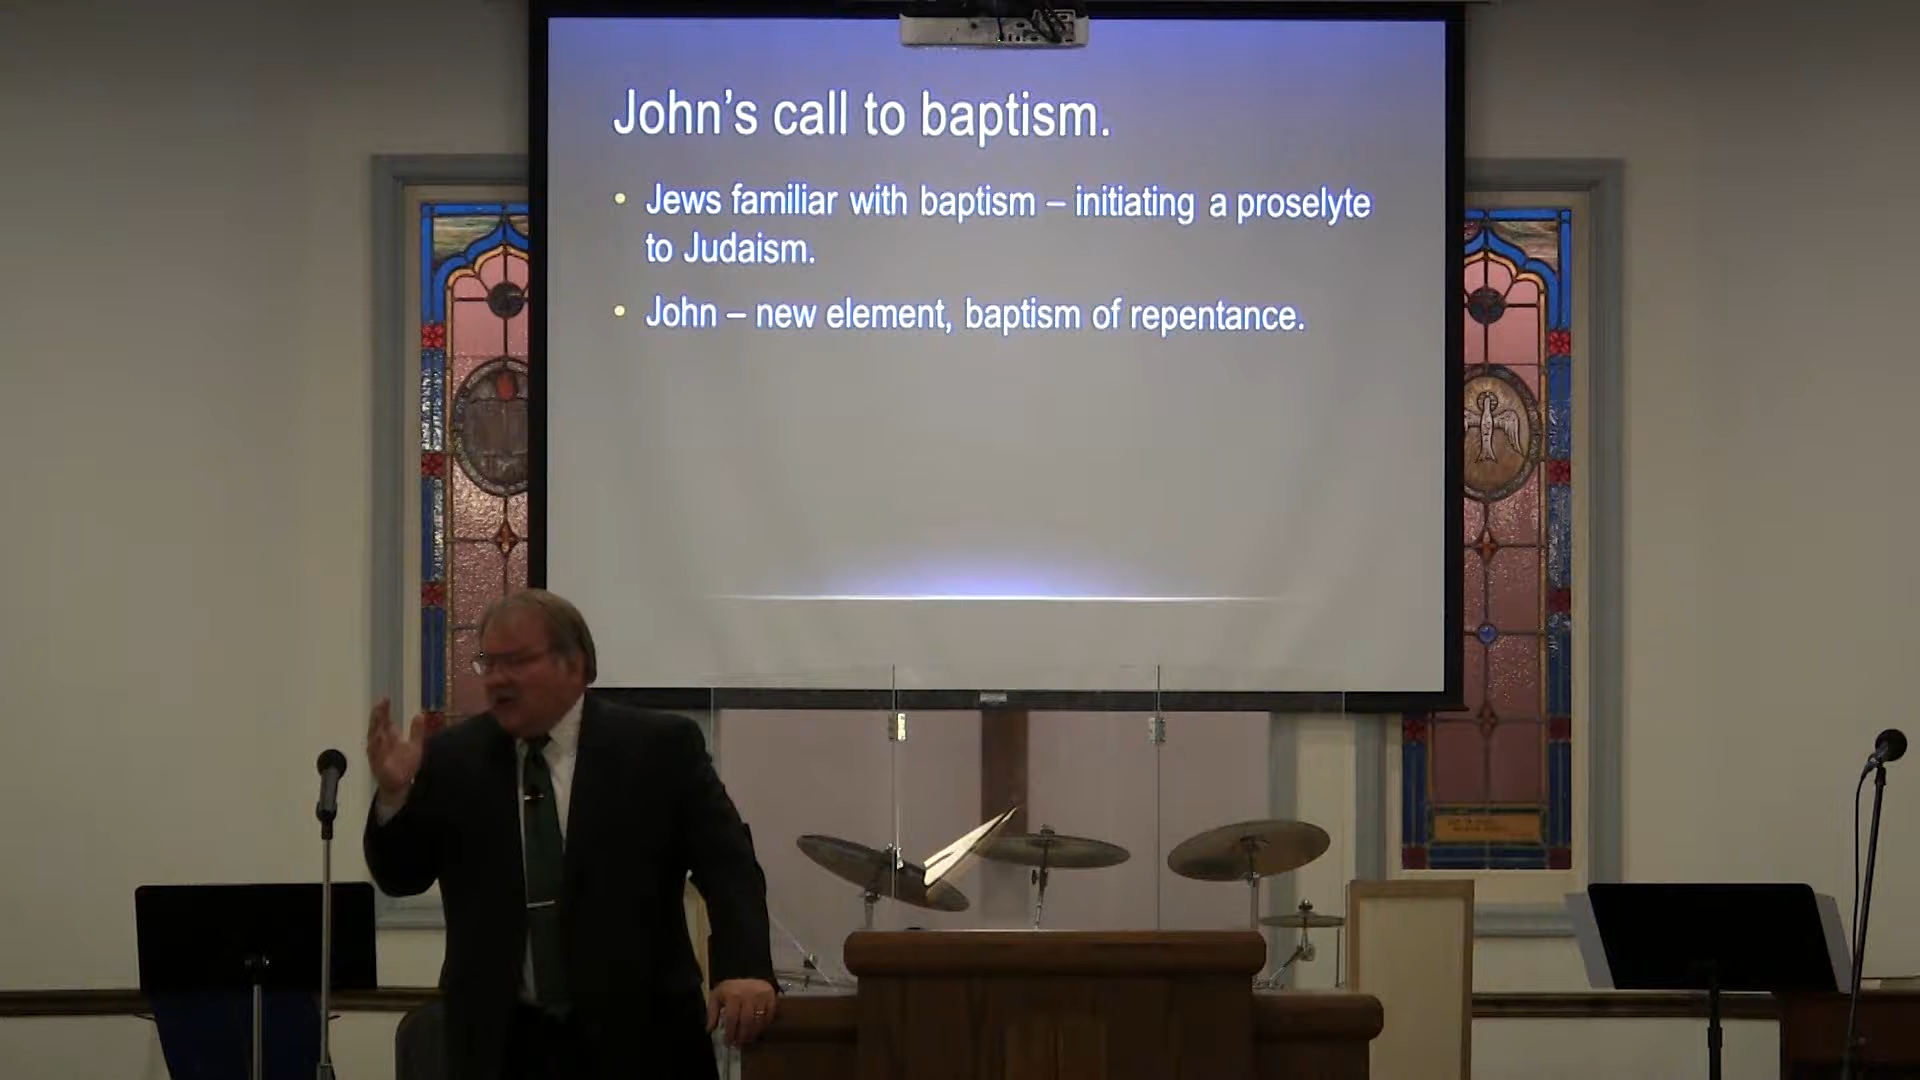 John’s call to baptism.
• Jews familiar with baptism – initiating a proselyte
to Judaism.
• John – new element, baptism of repentance.